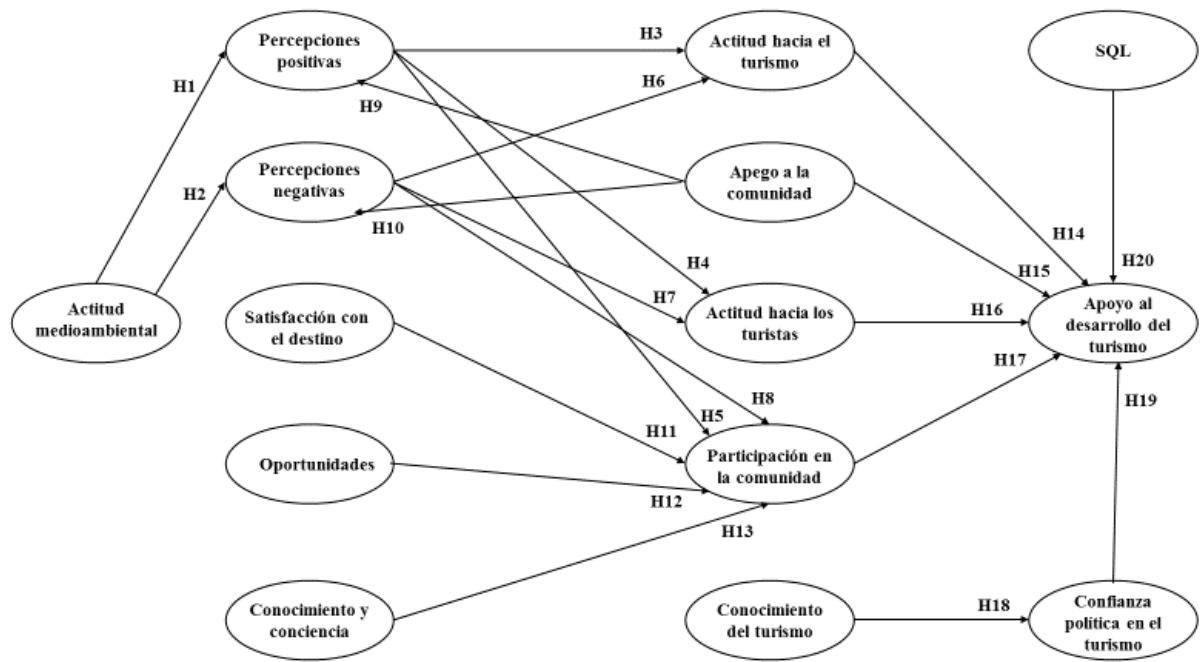 Percepciones
positivas
H3
Actitud hacia el
turismo
SQL
H1
H6
H9
Percepciones
negativas
Apego a la
comunidad
H2
H10
H14
H4
H15
H20
Actitud
medioambiental
Satisfacción con
el destino
H7
Actitud hacia los
turistas
H16
Apoyo al
desarrollo del
turismo
H17
H8
H5
H19
H11
Oportunidades
Participación en
la comunidad
H12
H13
Conocimiento y
conciencia
Conocimiento
del turismo
H18
Confianza
política en el
turismo